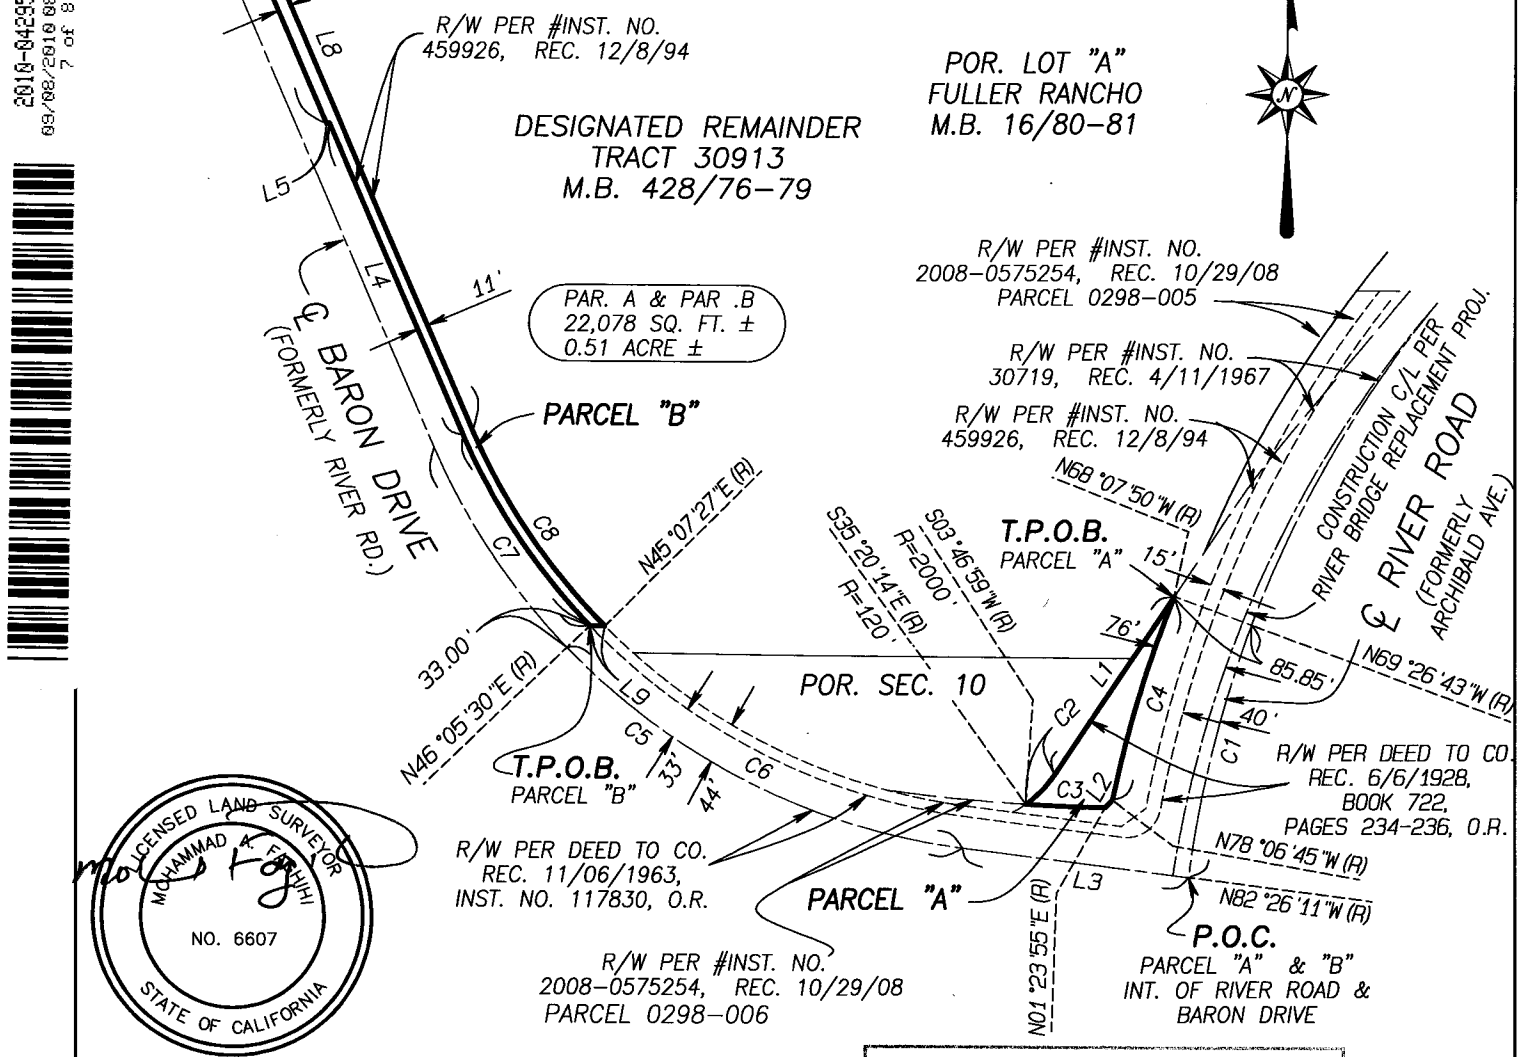 2010-0429
09/08/2010 08
7 of 8
L8
R/W PER #INST. NO.
459926, REC. 12/8/94
POR. LOT "A"
FULLER RANCHO
M.B. 16/80-81
N
DESIGNATED REMAINDER
TRACT 30913
M.B. 428/76-79
L5
L4
11'
℄ BARON DRIVE
(FORMERLY RIVER RD.)
PAR. A & PAR .B
22,078 SQ. FT. ±
0.51 ACRE ±
PARCEL "B"
R/W PER #INST. NO.
2008-0575254, REC. 10/29/08
PARCEL 0298-005
R/W PER #INST. NO.
30719, REC. 4/11/1967
R/W PER #INST. NO.
459926, REC. 12/8/94
CONSTRUCTION C/L PER
RIVER BRIDGE REPLACEMENT PROJ.
℄ RIVER ROAD
(FORMERLY
ARCHIBALD AVE.)
N68°07'50"W (R)
T.P.O.B.
PARCEL "A"
15'
C8
C7
N45°07'27"E (R)
S35°20'14"E (R)
R=120'
S03°46'59"W (R)
R=2000'
76'
L1
C4
C2
85.85'
N69°26'43"W (R)
40'
C1
33.00'
N46°05'30"E (R)
L9
C5
POR. SEC. 10
T.P.O.B.
PARCEL "B"
33'
44'
C6
C3
L2
R/W PER DEED TO CO.
REC. 6/6/1928,
BOOK 722,
PAGES 234-236, O.R.
N78°06'45"W (R)
N82°26'11"W (R)
L3
R/W PER DEED TO CO.
REC. 11/06/1963,
INST. NO. 117830, O.R.
PARCEL "A"
N01°23'55"E (R)
P.O.C.
PARCEL "A" & "B"
INT. OF RIVER ROAD &
BARON DRIVE
R/W PER #INST. NO.
2008-0575254, REC. 10/29/08
PARCEL 0298-006
LICENSED LAND SURVEYOR
MOHAMMAD A. FAGHIHI
NO. 6607
STATE OF CALIFORNIA